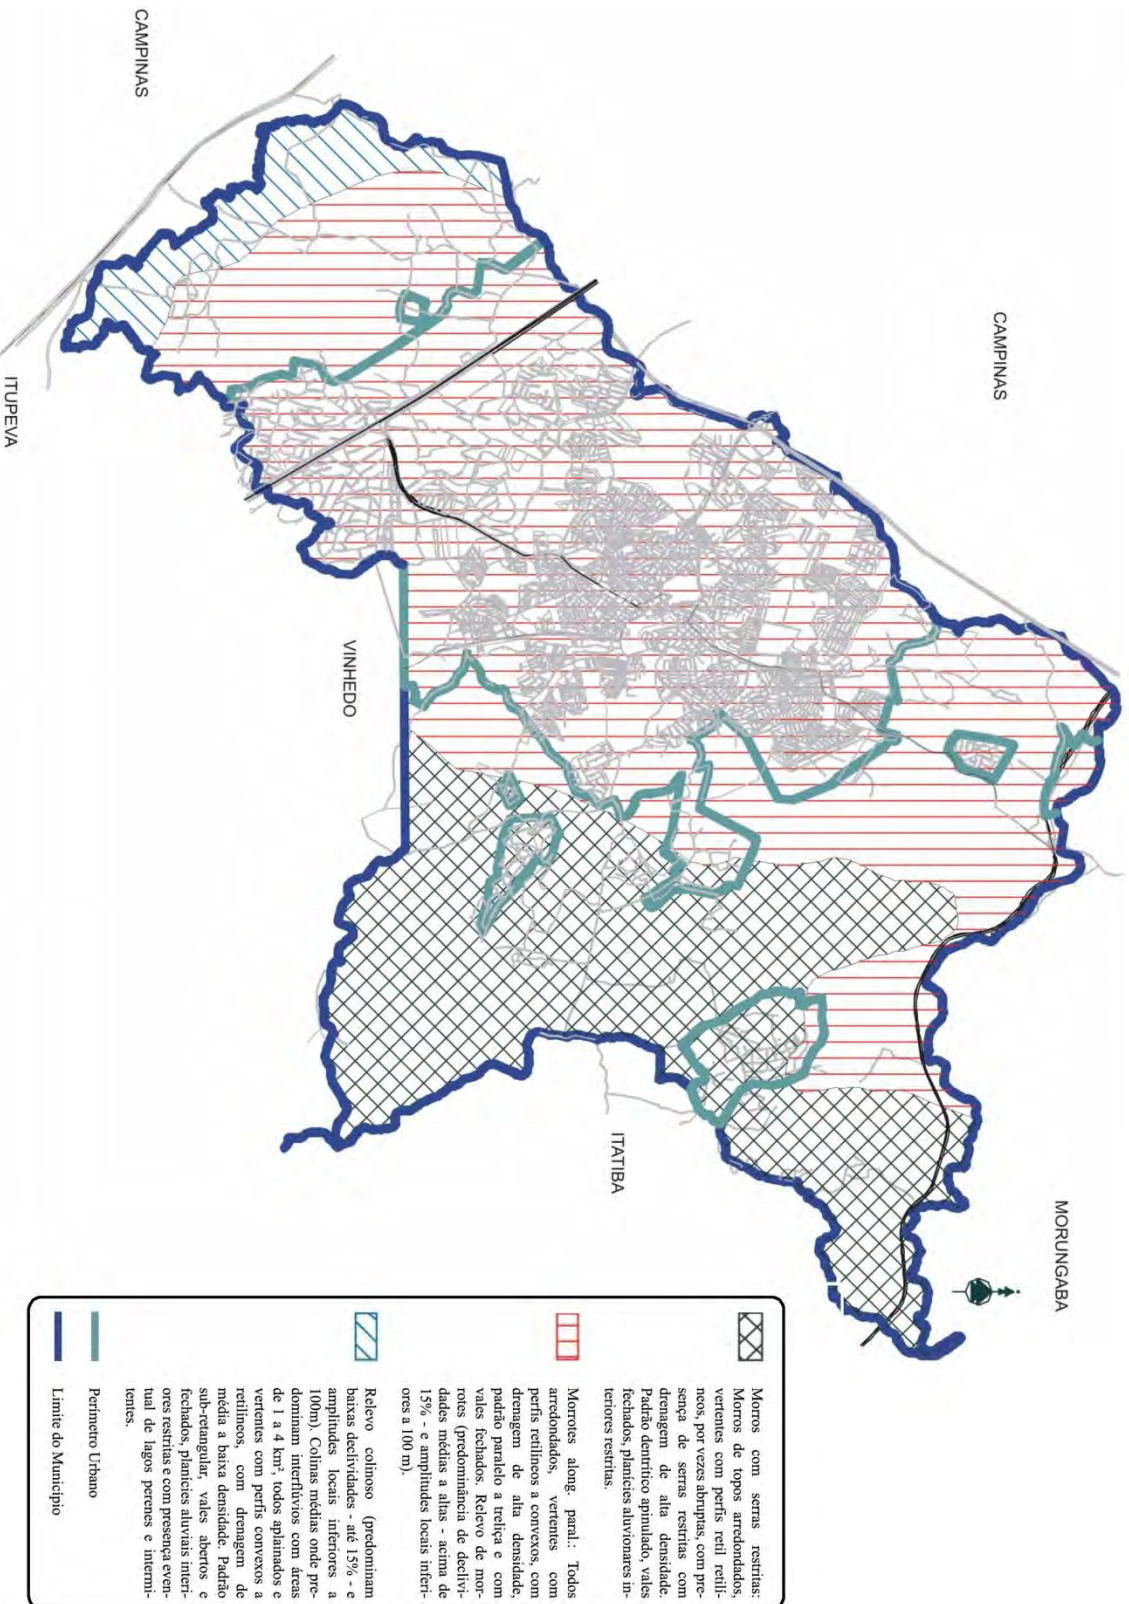 CAMPINAS
CAMPINAS
MORUNGABA
ITATIBA
VINHEDO
ITUPEVA
Morros com serras restritas:
Morros de topos arredondados,
vertentes com perfis retil retili-
neos, por vezes abruptas, com pre-
sença de serras restritas com
drenagem de alta densidade.
Padrão dentrítico apinulado, vales
fechados, planícies aluvionares in-
teriores restritas.
Morrotes along. paral.: Todos
arredondados, vertentes com
perfis retilineos a convexos, com
drenagem de alta densidade,
padrão paralelo a treliça e com
vales fechados. Relevo de mor-
rotes (predominância de declivi-
dades médias a altas - acima de
15% - e amplitudes locais inferi-
ores a 100 m).
Relevo colinoso (predominam
baixas declividades - até 15% - e
amplitudes locais inferiores a
100m). Colinas médias onde pre-
dominam interflúvios com áreas
de 1 a 4 km², todos aplainados e
vertentes com perfis convexos a
retilíneos, com drenagem de
média a baixa densidade. Padrão
sub-retangular, vales abertos e
fechados, planícies aluviais interi-
ores restritas e com presença even-
tual de lagos perenes e intermi-
tentes.
Perímetro Urbano
Limite do Município